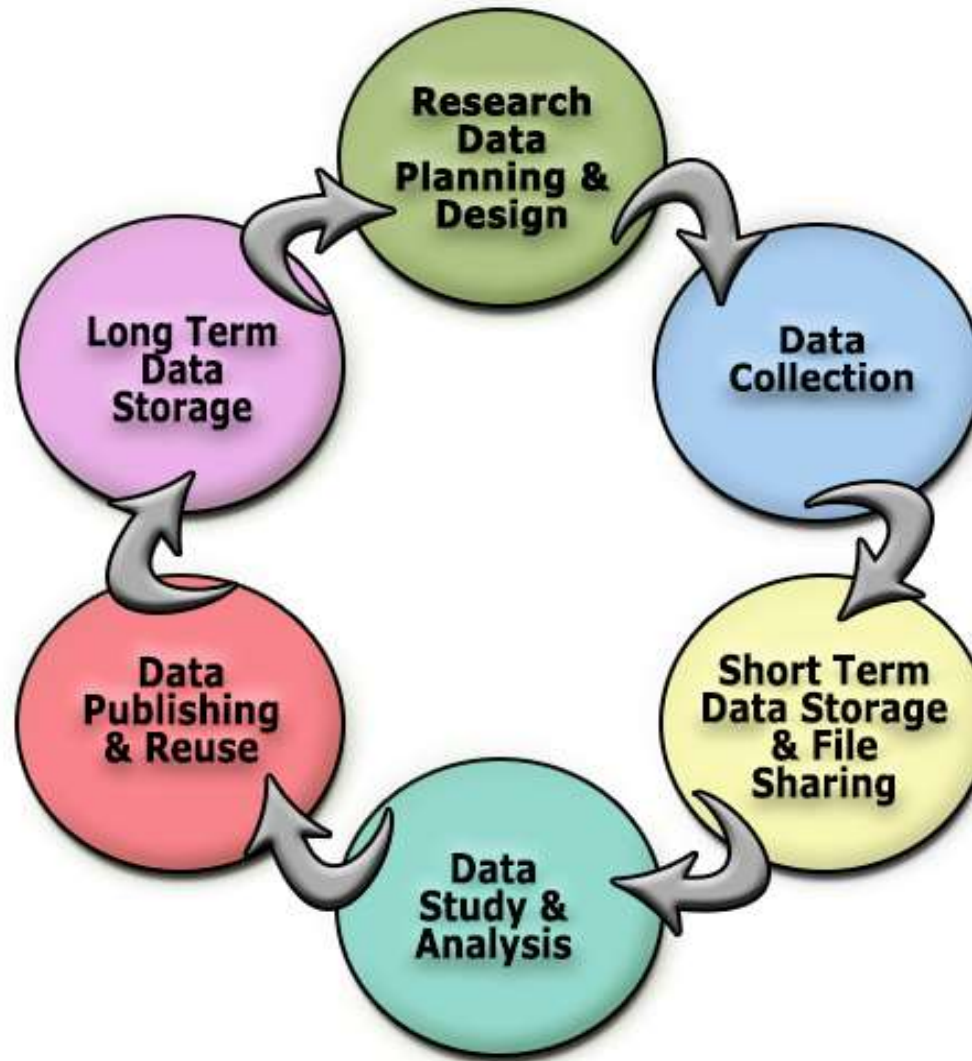 Research
Data
Planning &
Design
Data
Collection
Short Term
Data Storage
& File
Sharing
Data
Study &
Analysis
Data
Publishing
& Reuse
Long Term
Data
Storage